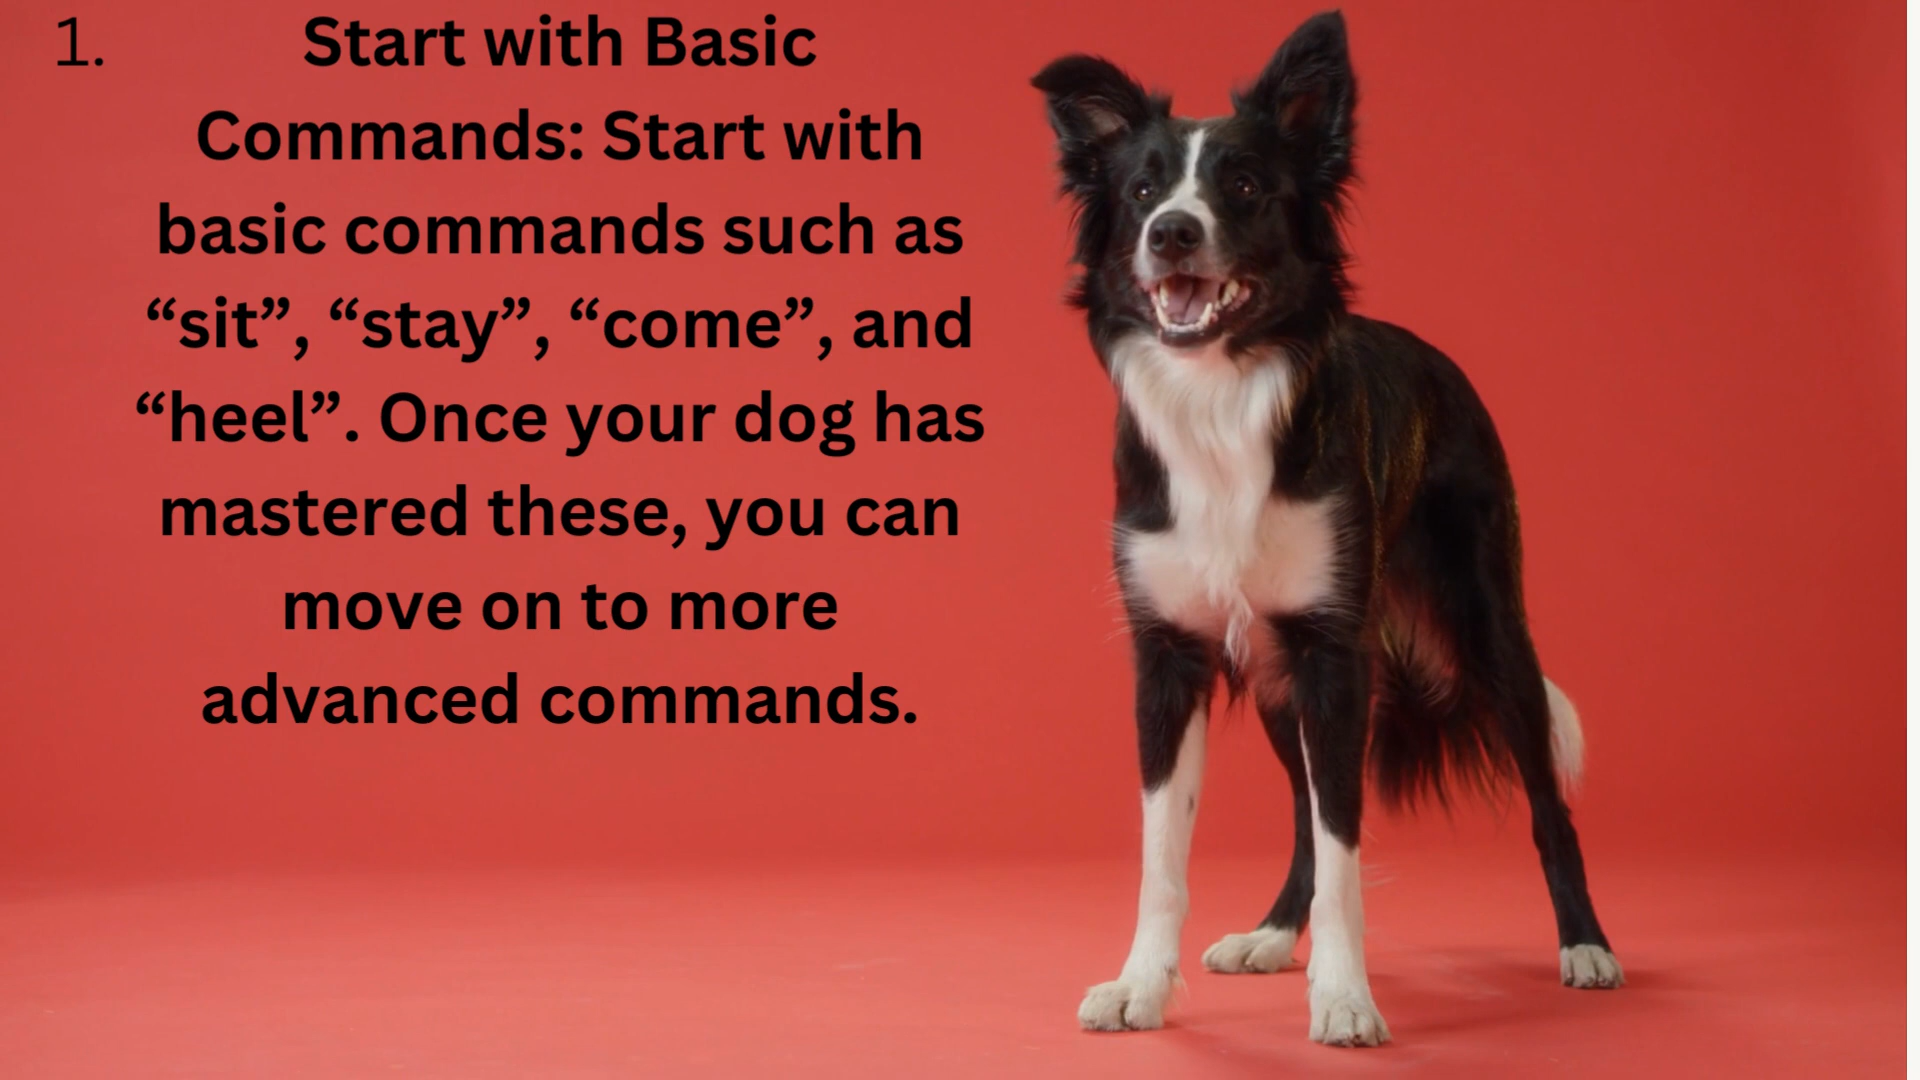 1. Start with Basic
Commands: Start with
basic commands such as
“sit”, “stay”, “come”, and
“heel”. Once your dog has
mastered these, you can
move on to more
advanced commands.